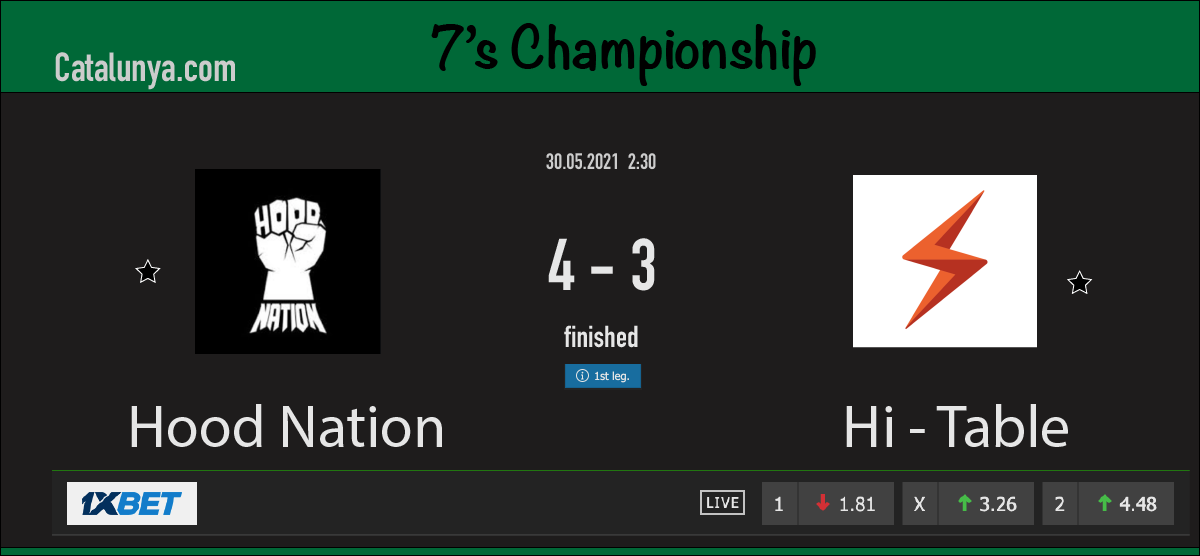 7's Championship
Catalunya.com
30.05.2021 2:30
HOOD
NATION
4 - 3
finished
1st leg.
Hood Nation
Hi - Table
1XBET
LIVE 1 1.81 X 3.26 2 4.48